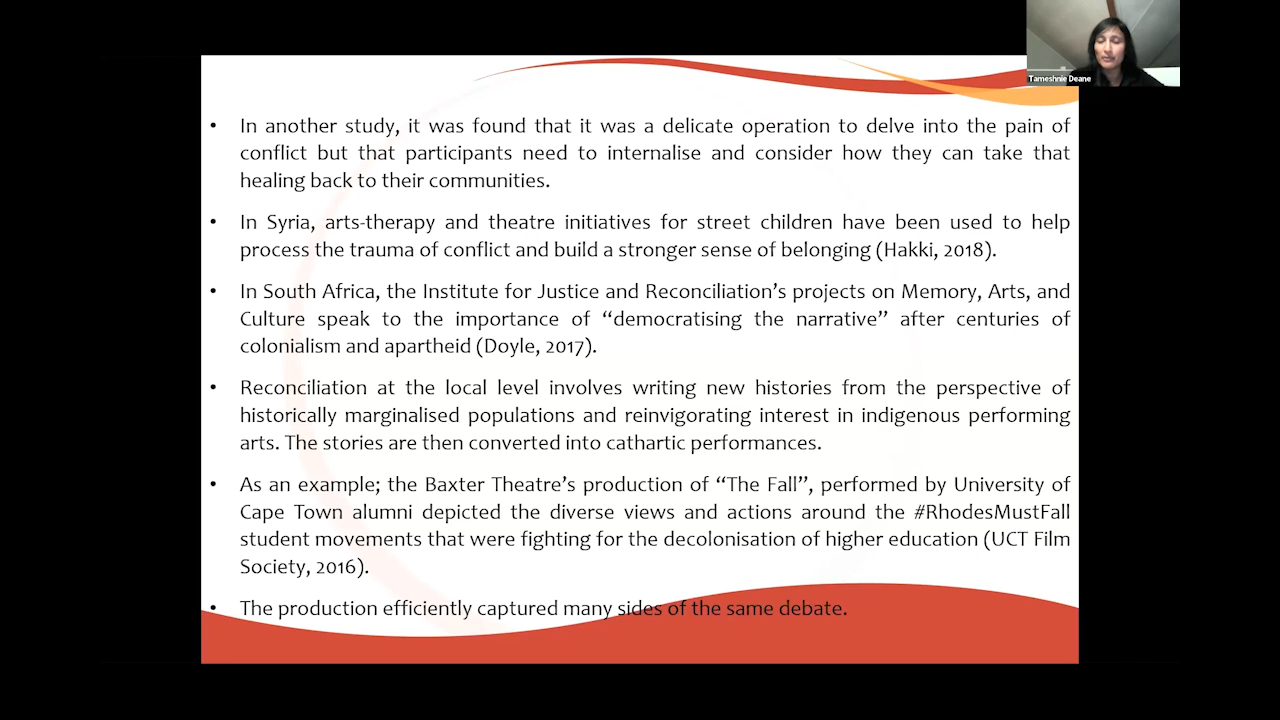 Tameshnie Deane
• In another study, it was found that it was a delicate operation to delve into the pain of
conflict but that participants need to internalise and consider how they can take that
healing back to their communities.
• In Syria, arts-therapy and theatre initiatives for street children have been used to help
process the trauma of conflict and build a stronger sense of belonging (Hakki, 2018).
• In South Africa, the Institute for Justice and Reconciliation’s projects on Memory, Arts, and
Culture speak to the importance of “democratising the narrative” after centuries of
colonialism and apartheid (Doyle, 2017).
• Reconciliation at the local level involves writing new histories from the perspective of
historically marginalised populations and reinvigorating interest in indigenous performing
arts. The stories are then converted into cathartic performances.
• As an example; the Baxter Theatre’s production of “The Fall”, performed by University of
Cape Town alumni depicted the diverse views and actions around the #RhodesMustFall
student movements that were fighting for the decolonisation of higher education (UCT Film
Society, 2016).
• The production efficiently captured many sides of the same debate.